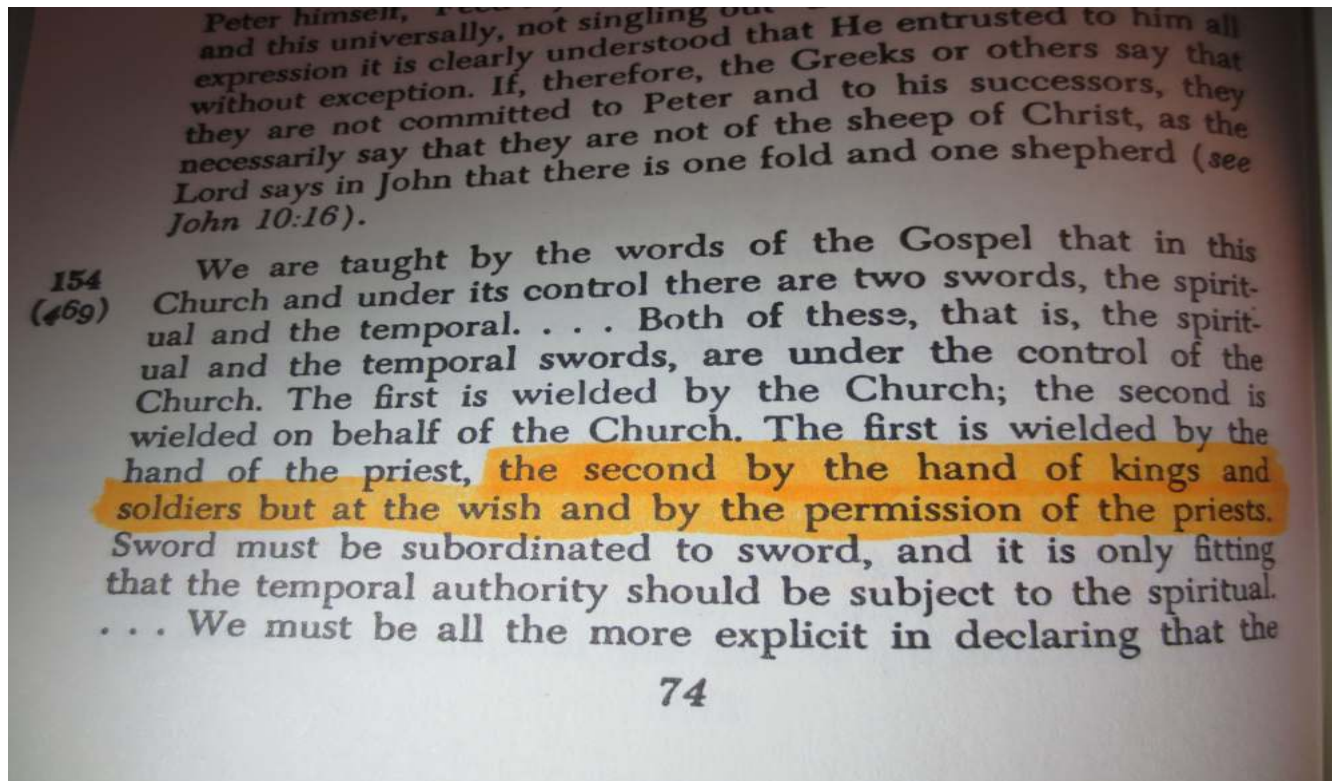 Peter himself,
and this universally, not singling
expression it is clearly understood that He entrusted to him all
without exception. If, therefore, the Greeks or others say that
they are not committed to Peter and to his successors, they
necessarily say that they are not of the sheep of Christ, as the
Lord says in John that there is one fold and one shepherd (see
John 10:16).
154 We are taught by the words of the Gospel that in this
(469) Church and under its control there are two swords, the spirit-
ual and the temporal. . . . Both of these, that is, the spirit-
ual and the temporal swords, are under the control of the
Church. The first is wielded by the Church; the second is
wielded on behalf of the Church. The first is wielded by the
hand of the priest, the second by the hand of kings and
soldiers but at the wish and by the permission of the priests.
Sword must be subordinated to sword, and it is only fitting
that the temporal authority should be subject to the spiritual.
. . . We must be all the more explicit in declaring that the
74